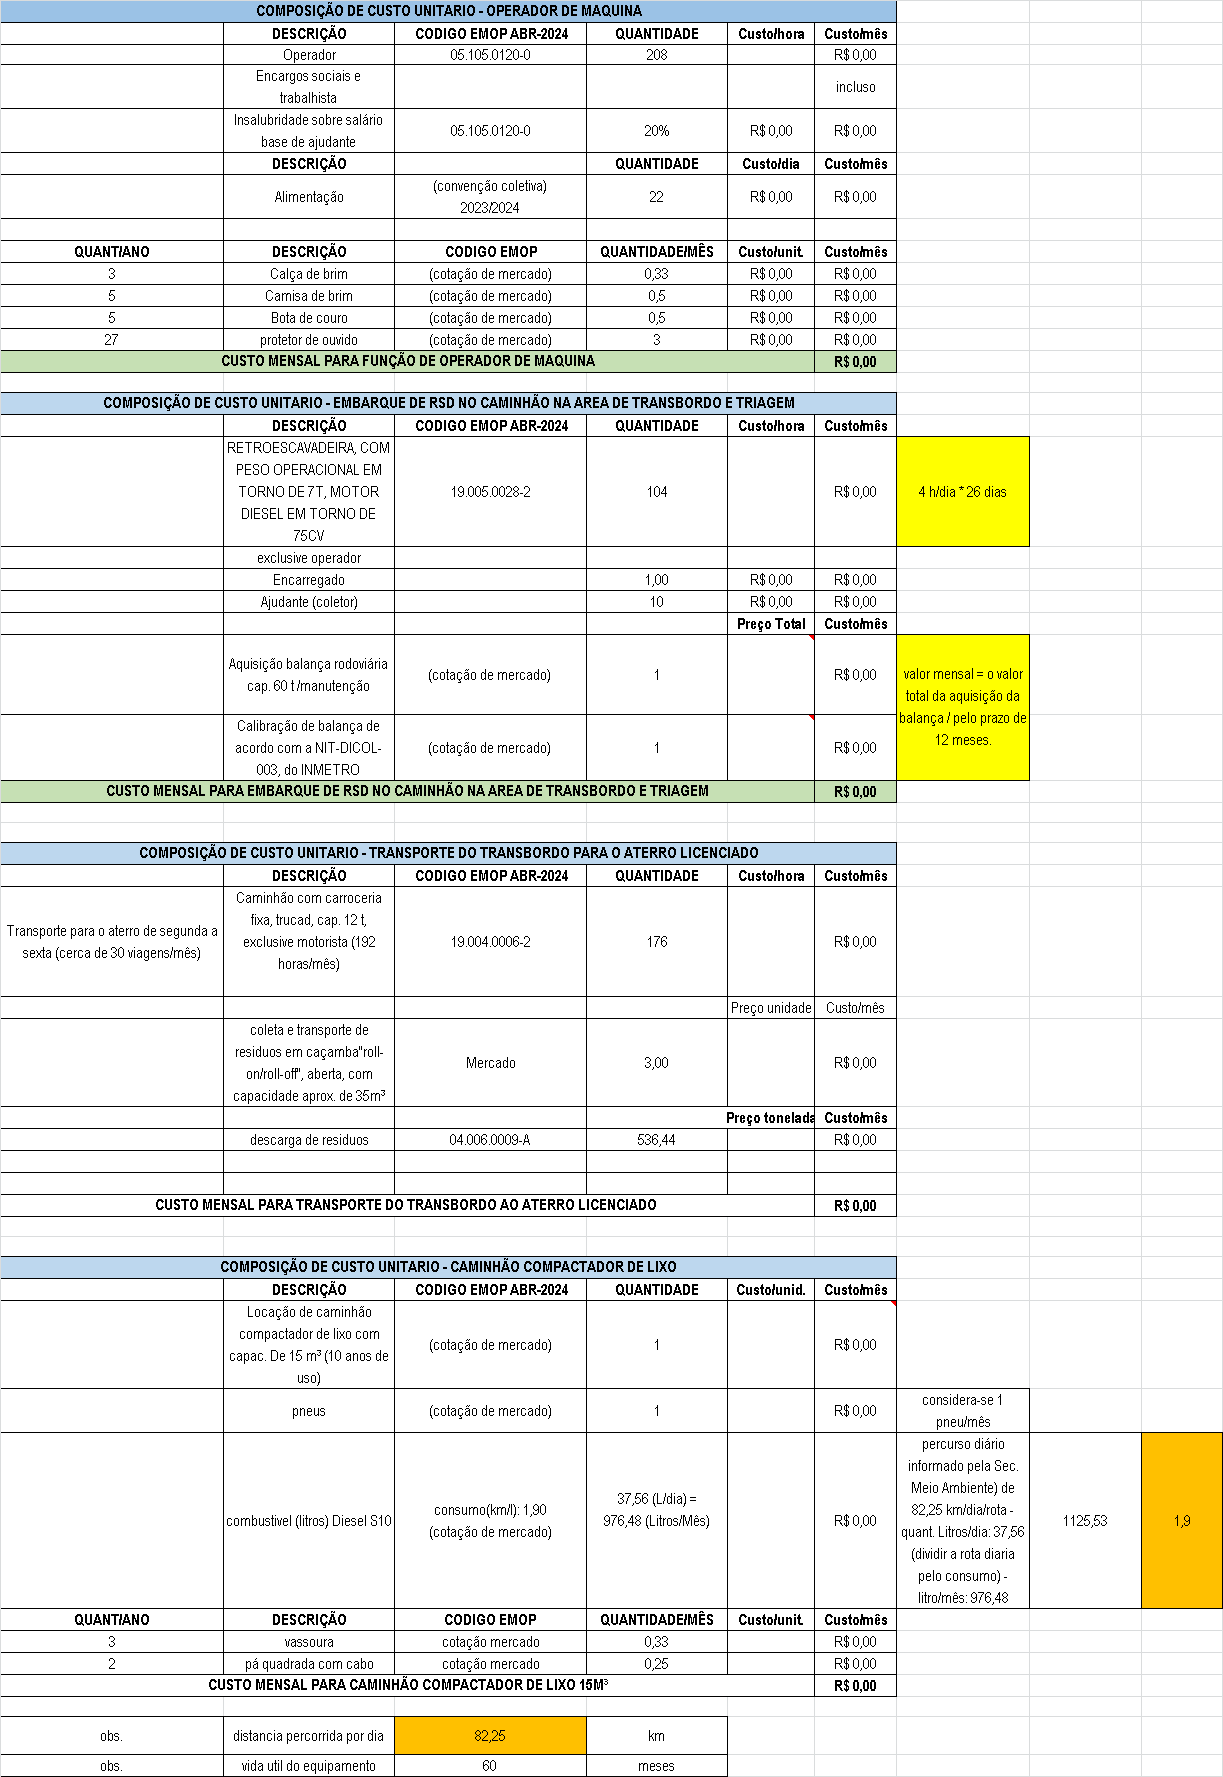 COMPOSIÇÃO DE CUSTO UNITARIO - OPERADOR DE MAQUINA
DESCRIÇÃO CODIGO EMOP ABR-2024 QUANTIDADE Custo/hora Custo/mês
Operador 05.105.0120-0 208 R$ 0,00
Encargos sociais e
trabalhista
incluso
Insalubridade sobre salário
base de ajudante
05.105.0120-0 20% R$ 0,00 R$ 0,00
DESCRIÇÃO QUANTIDADE Custo/dia Custo/mês
Alimentação
(convenção coletiva)
2023/2024
22 R$ 0,00 R$ 0,00
QUANT/ANO DESCRIÇÃO CODIGO EMOP QUANTIDADE/MÊS Custo/unit. Custo/mês
3 Calça de brim (cotação de mercado) 0,33 R$ 0,00 R$ 0,00
5 Camisa de brim (cotação de mercado) 0,5 R$ 0,00 R$ 0,00
5 Bota de couro (cotação de mercado) 0,5 R$ 0,00 R$ 0,00
27 protetor de ouvido (cotação de mercado) 3 R$ 0,00 R$ 0,00
CUSTO MENSAL PARA FUNÇÃO DE OPERADOR DE MAQUINA R$ 0,00
COMPOSIÇÃO DE CUSTO UNITARIO - EMBARQUE DE RSD NO CAMINHÃO NA AREA DE TRANSBORDO E TRIAGEM
DESCRIÇÃO CODIGO EMOP ABR-2024 QUANTIDADE Custo/hora Custo/mês
RETROESCAVADEIRA, COM
PESO OPERACIONAL EM
TORNO DE 7T, MOTOR
DIESEL EM TORNO DE
75CV
19.005.0028-2 104 R$ 0,00 4 h/dia * 26 dias
exclusive operador
Encarregado 1,00 R$ 0,00 R$ 0,00
Ajudante (coletor) 10 R$ 0,00 R$ 0,00
Preço Total Custo/mês
Aquisição balança rodoviária
cap. 60 t /manutenção
(cotação de mercado) 1 R$ 0,00
valor mensal = o valor
total da aquisição da
balança / pelo prazo de
12 meses.
Calibração de balança de
acordo com a NIT-DICOL-
003, do INMETRO
(cotação de mercado) 1 R$ 0,00
CUSTO MENSAL PARA EMBARQUE DE RSD NO CAMINHÃO NA AREA DE TRANSBORDO E TRIAGEM R$ 0,00
COMPOSIÇÃO DE CUSTO UNITARIO - TRANSPORTE DO TRANSBORDO PARA O ATERRO LICENCIADO
DESCRIÇÃO CODIGO EMOP ABR-2024 QUANTIDADE Custo/hora Custo/mês
Transporte para o aterro de segunda a
sexta (cerca de 30 viagens/mês)
Caminhão com carroceria
fixa, trucad, cap. 12 t,
exclusive motorista (192
horas/mês)
19.004.0006-2 176 R$ 0,00
Preço unidade Custo/mês
coleta e transporte de
residuos em caçamba"roll-
on/roll-off", aberta, com
capacidade aprox. de 35m³
Mercado 3,00 R$ 0,00
Preço tonelada Custo/mês
descarga de residuos 04.006.0009-A 536,44 R$ 0,00
CUSTO MENSAL PARA TRANSPORTE DO TRANSBORDO AO ATERRO LICENCIADO R$ 0,00
COMPOSIÇÃO DE CUSTO UNITARIO - CAMINHÃO COMPACTADOR DE LIXO
DESCRIÇÃO CODIGO EMOP ABR-2024 QUANTIDADE Custo/unid. Custo/mês
Locação de caminhão
compactador de lixo com
capac. De 15 m³ (10 anos de
uso)
(cotação de mercado) 1 R$ 0,00
pneus (cotação de mercado) 1 R$ 0,00
considera-se 1
pneu/mês
combustivel (litros) Diesel S10
consumo(km/l): 1,90
(cotação de mercado)
37,56 (L/dia) =
976,48 (Litros/Mês)
R$ 0,00
percurso diário
informado pela Sec.
Meio Ambiente) de
82,25 km/dia/rota -
quant. Litros/dia: 37,56
(dividir a rota diaria
pelo consumo) -
litro/mês: 976,48
1125,53 1,9
QUANT/ANO DESCRIÇÃO CODIGO EMOP QUANTIDADE/MÊS Custo/unit. Custo/mês
3 vassoura cotação mercado 0,33 R$ 0,00
2 pá quadrada com cabo cotação mercado 0,25 R$ 0,00
CUSTO MENSAL PARA CAMINHÃO COMPACTADOR DE LIXO 15M³ R$ 0,00
obs. distancia percorrida por dia 82,25 km
obs. vida util do equipamento 60 meses